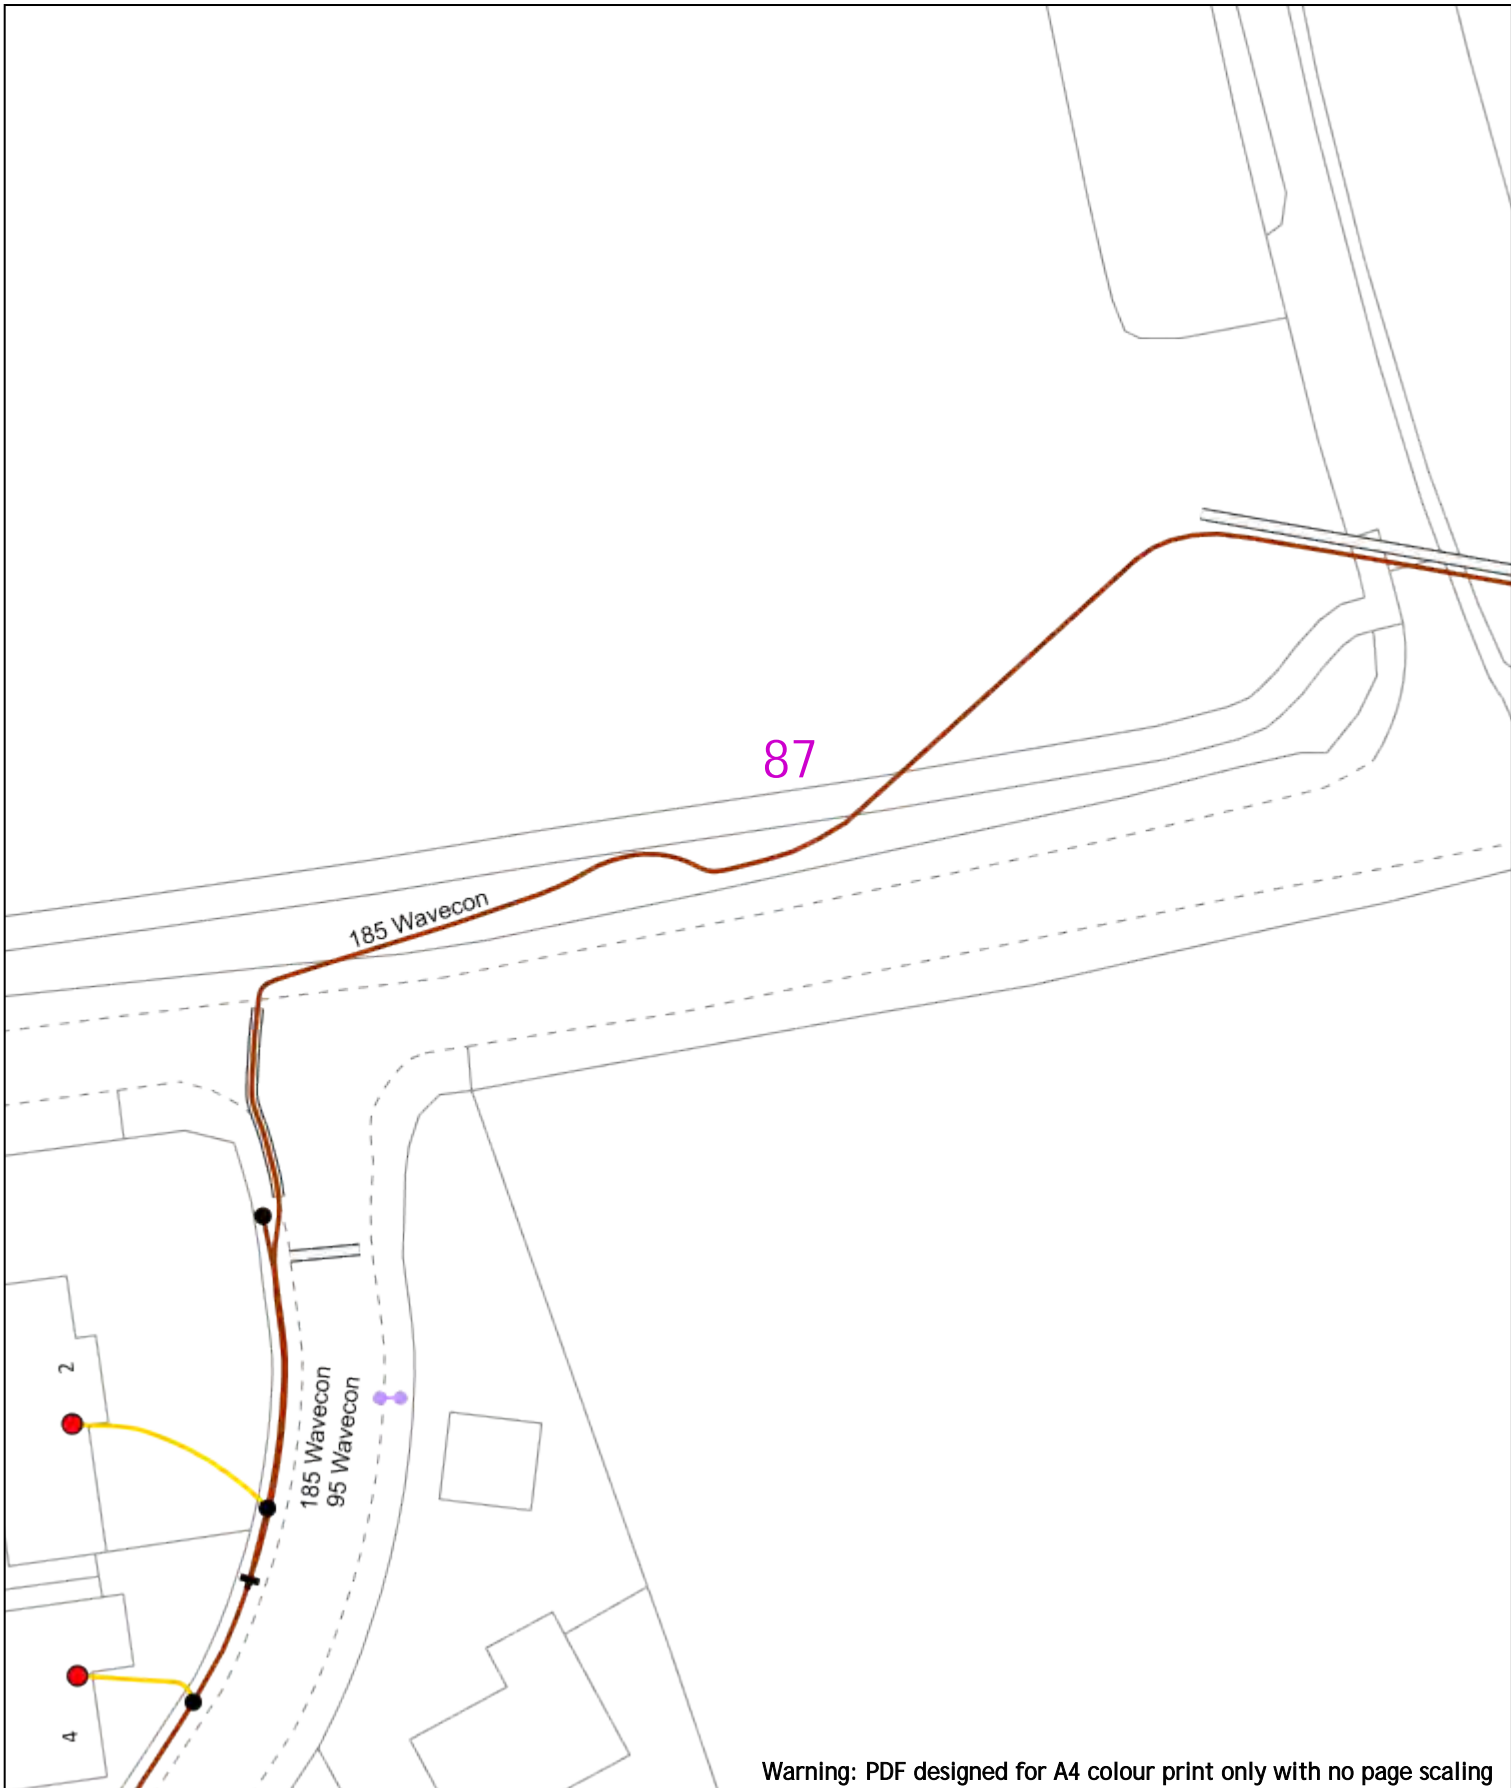 87
185 Wavecon
2
185 Wavecon
95 Wavecon
4
Warning: PDF designed for A4 colour print only with no page scaling